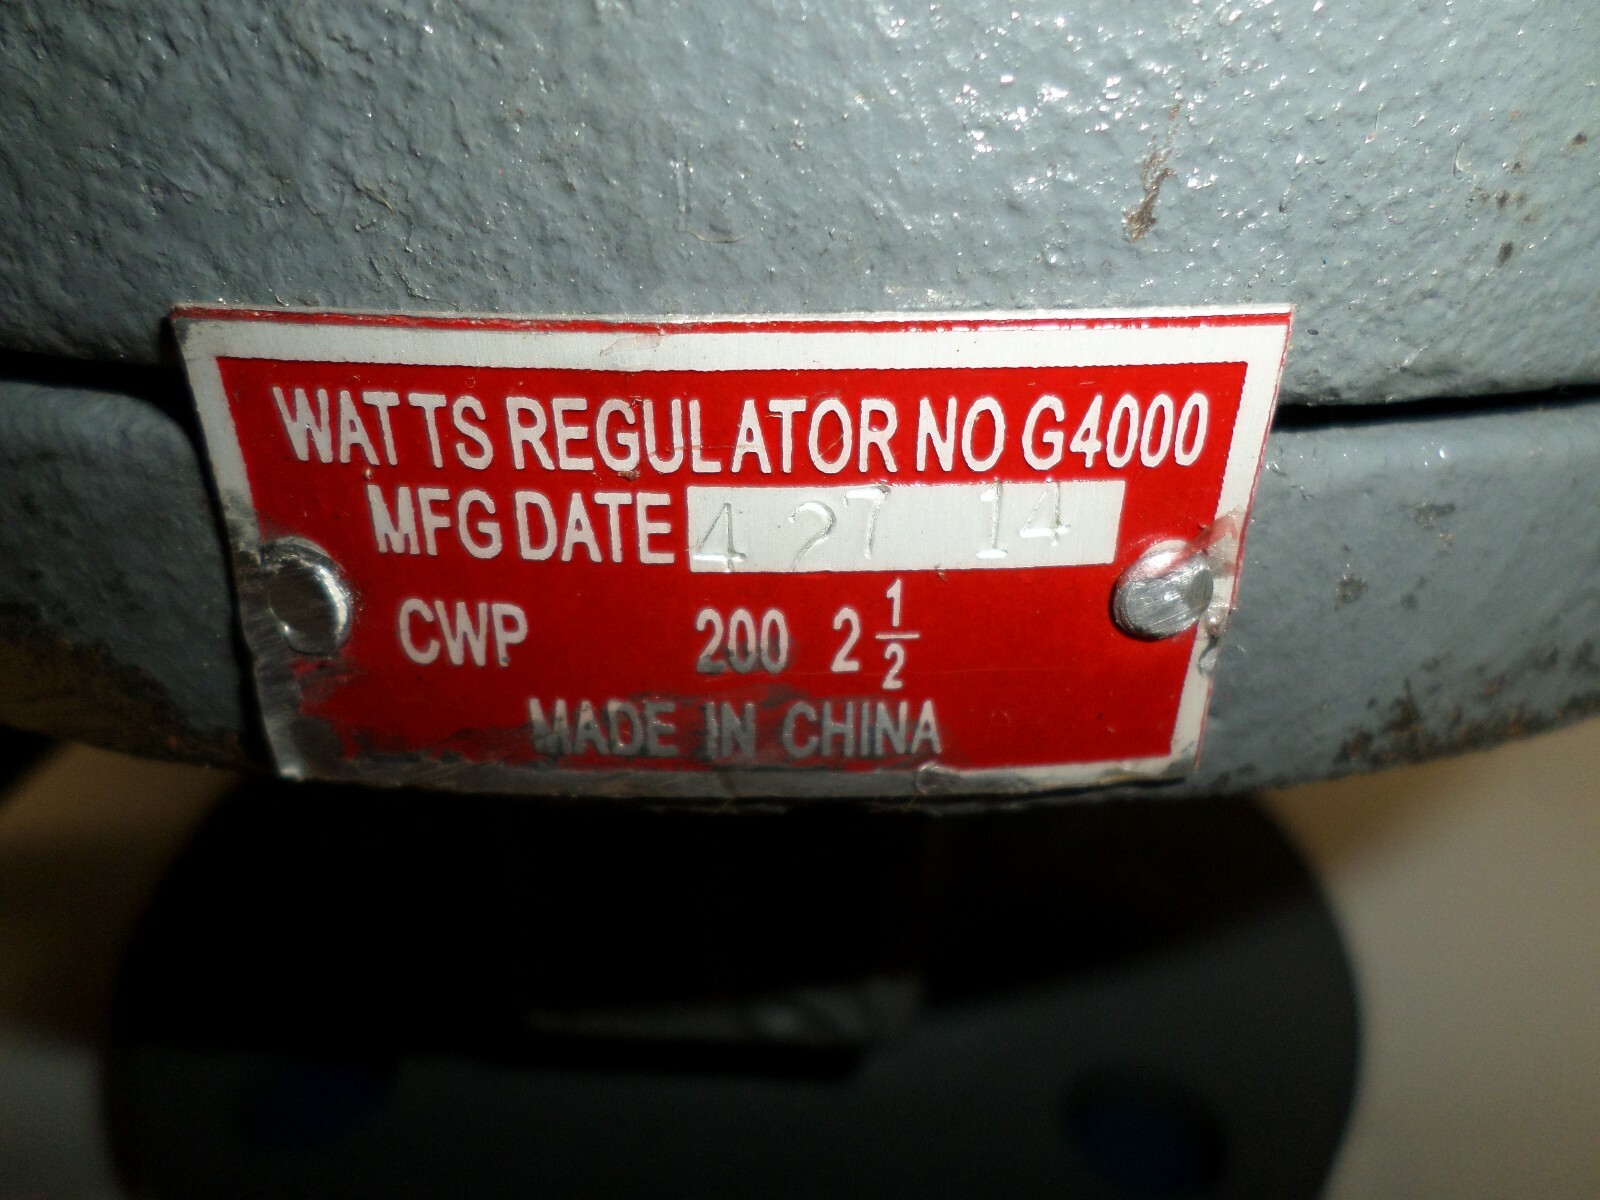 WATTS REGULATOR NO G4000
MFG DATE 4 27 14
CWP 200 2 1/2
MADE IN CHINA